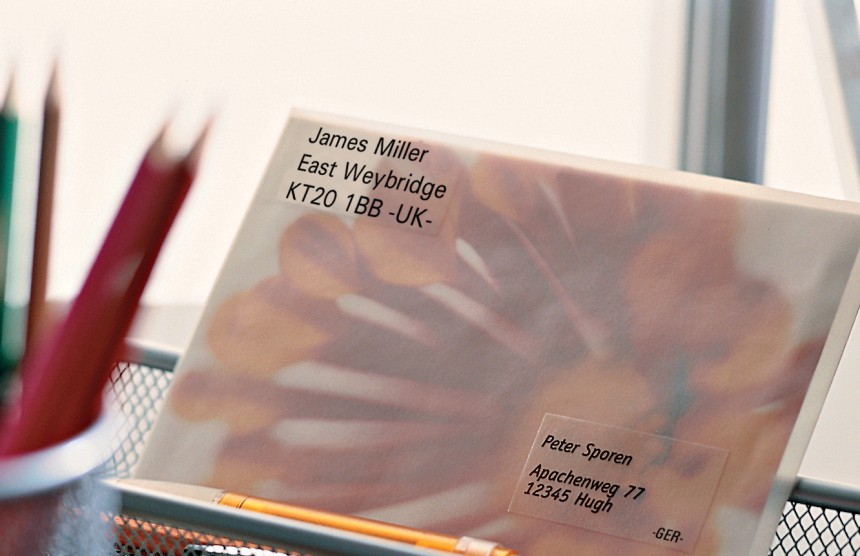 James Miller
East Weybridge
KT20 1BB -UK-
Peter Sporen
Apachenweg 77
12345 Hugh
-GER-